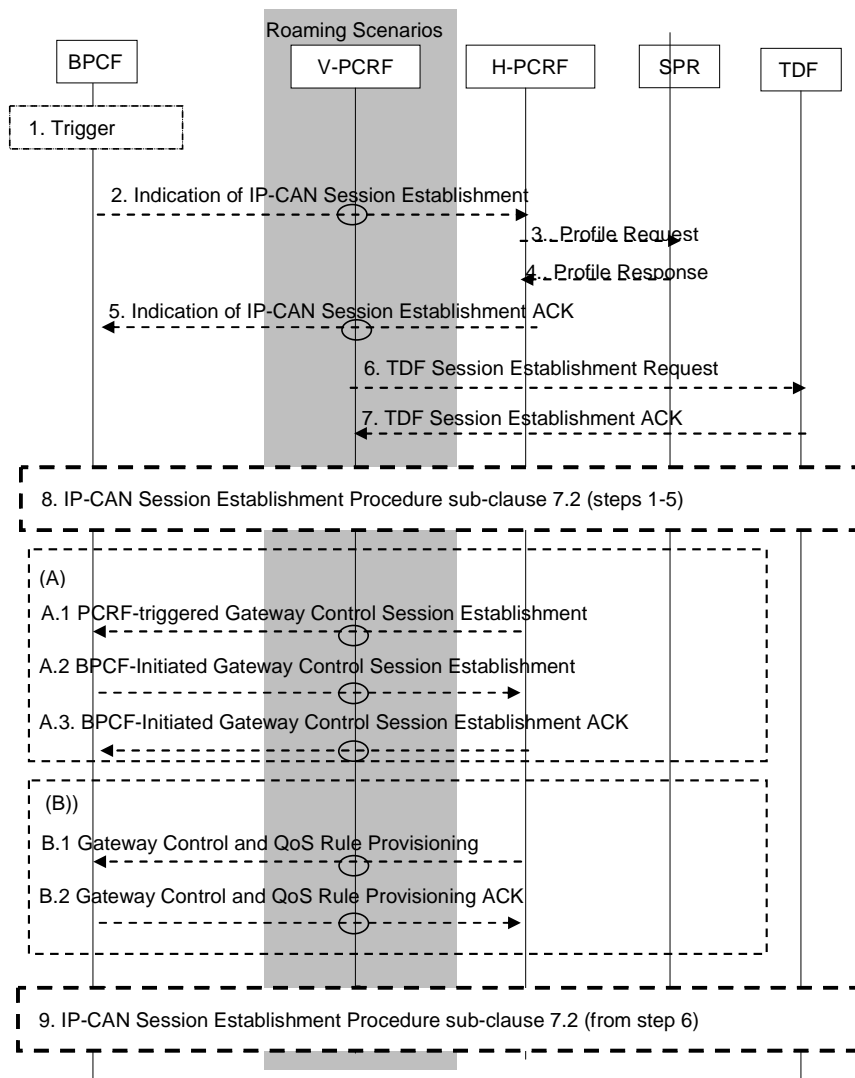 Roaming Scenarios
BPCF
V-PCRF
H-PCRF
SPR
TDF
1. Trigger
2. Indication of IP-CAN Session Establishment
3.. Profile Request
4.. Profile Response
5. Indication of IP-CAN Session Establishment ACK
6. TDF Session Establishment Request
7. TDF Session Establishment ACK
8. IP-CAN Session Establishment Procedure sub-clause 7.2 (steps 1-5)
(A)
A.1 PCRF-triggered Gateway Control Session Establishment
A.2 BPCF-Initiated Gateway Control Session Establishment
A.3. BPCF-Initiated Gateway Control Session Establishment ACK
(B))
B.1 Gateway Control and QoS Rule Provisioning
B.2 Gateway Control and QoS Rule Provisioning ACK
9. IP-CAN Session Establishment Procedure sub-clause 7.2 (from step 6)